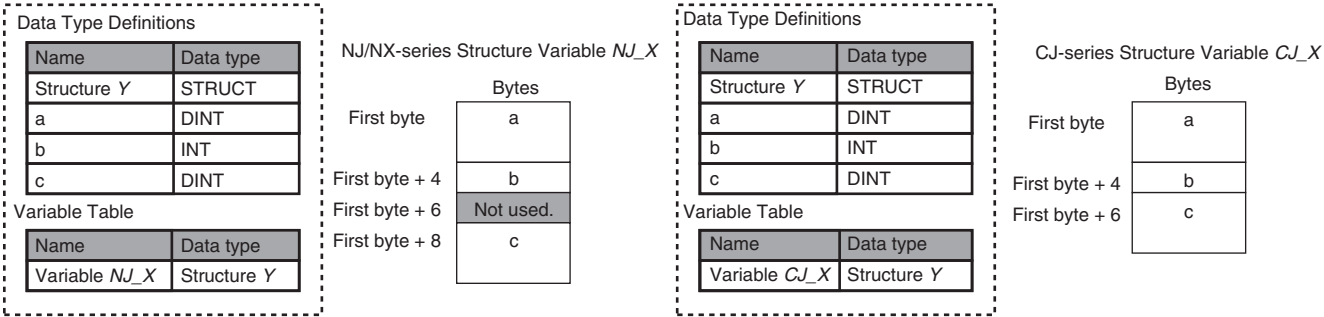 Data Type Definitions
Name Data type
Structure Y STRUCT
a DINT
b INT
c DINT
Variable Table
Name Data type
Variable NJ_X Structure Y
NJ/NX-series Structure Variable NJ_X
Bytes
First byte a
First byte + 4 b
First byte + 6 Not used.
First byte + 8 c
Data Type Definitions
Name Data type
Structure Y STRUCT
a DINT
b INT
c DINT
Variable Table
Name Data type
Variable CJ_X Structure Y
CJ-series Structure Variable CJ_X
Bytes
First byte a
First byte + 4 b
First byte + 6 c